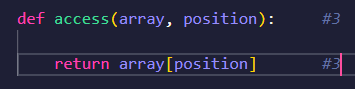 def access(array, position):      #3
    return array[position]        #3